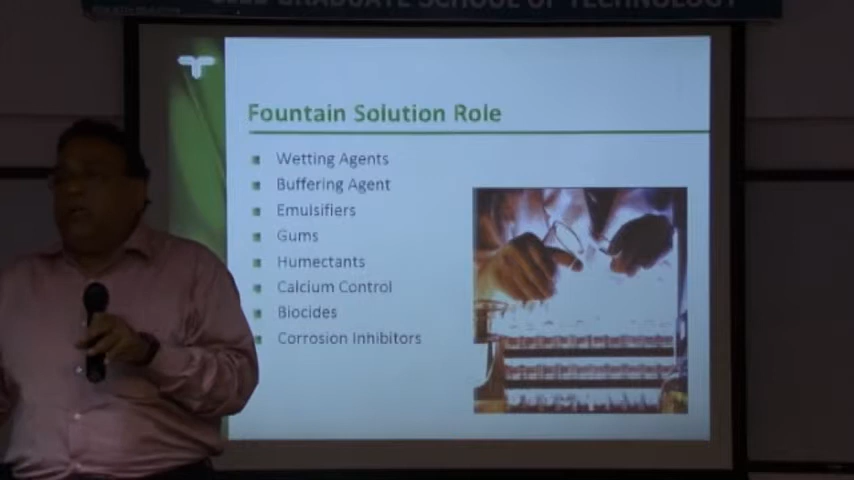 GRADUATE SCHOOL OF TECHNOLOGY
Fountain Solution Role
Wetting Agents
Buffering Agent
Emulsifiers
Gums
Humectants
Calcium Control
Biocides
Corrosion Inhibitors